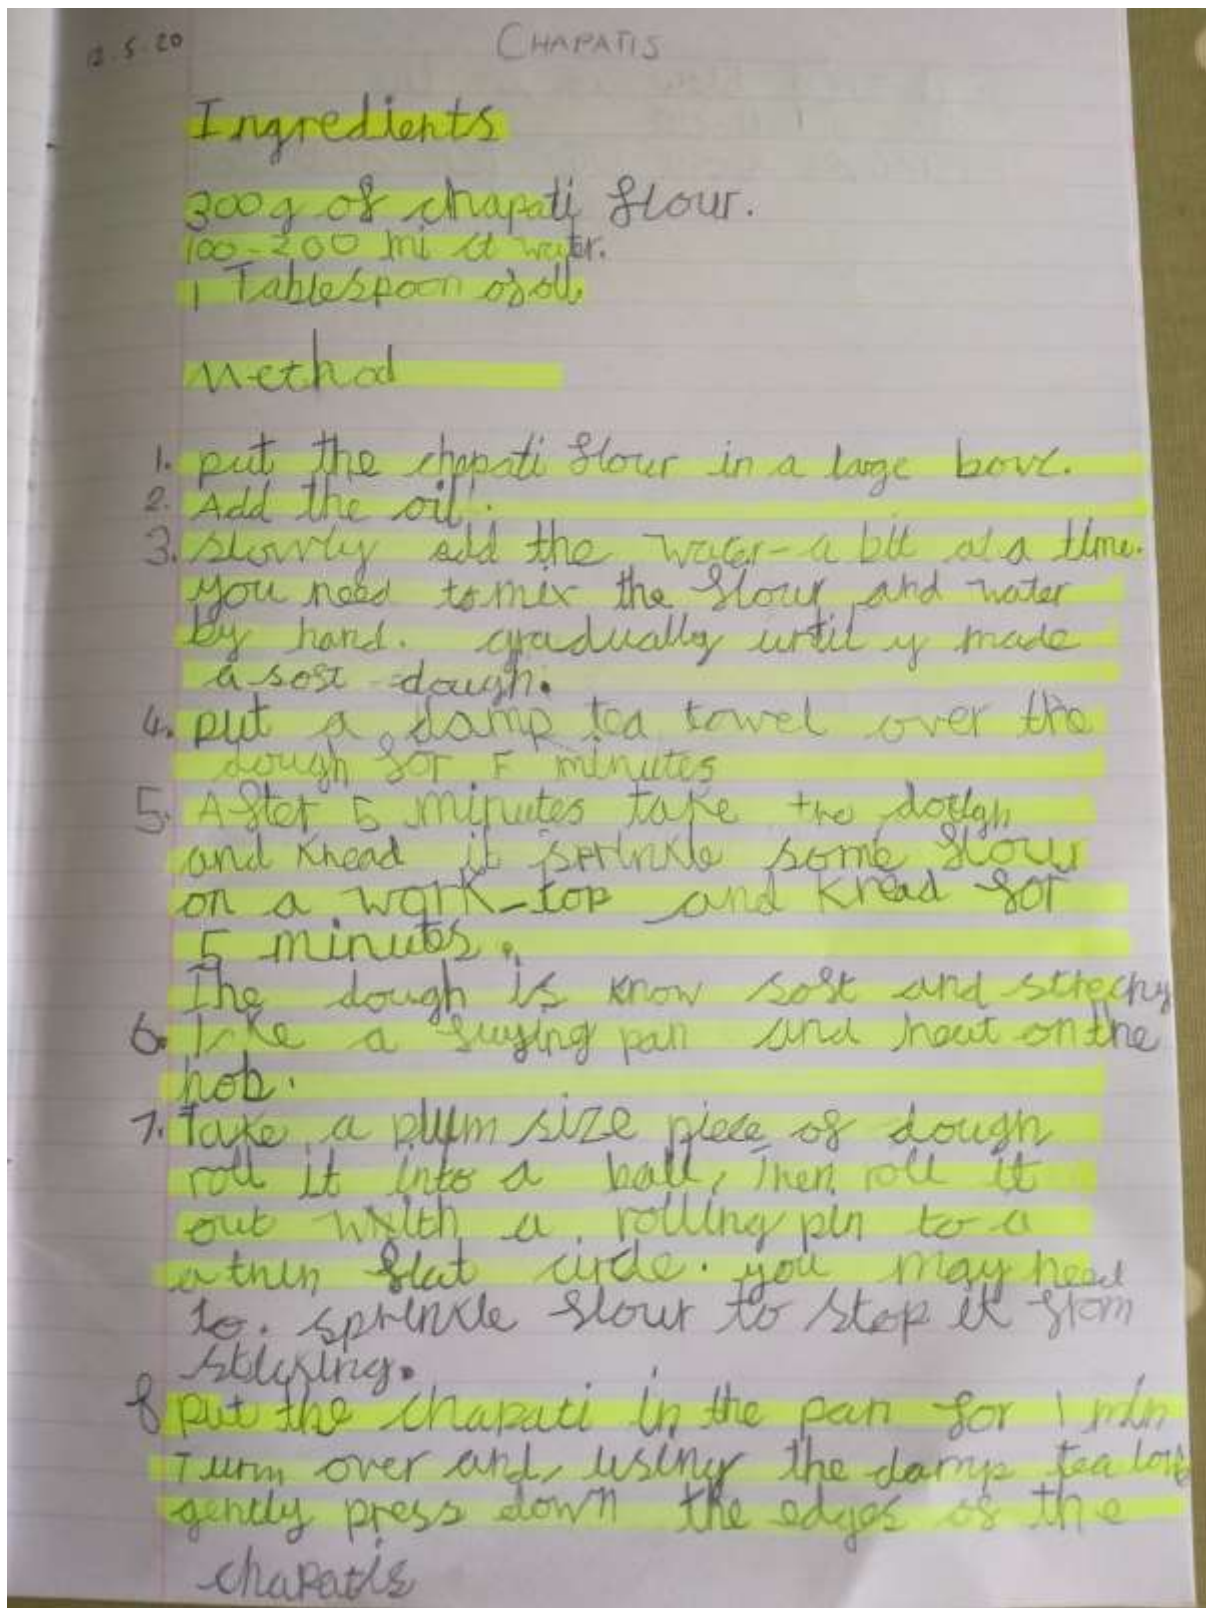 12.5.20 CHAPATIS
Ingredients
300g of chapati flour.
100-200 ml of water.
1 Tablespoon of oil
Method
1. put the chapati flour in a large bowl.
2. Add the oil.
3. slowly add the water - a bit at a time.
you need to mix the flour and water
by hand. gradually until y made
a soft dough.
4. put a damp tea towel over the
dough for 5 minutes
5. After 5 minutes take the dough
and knead it sprinkle some flour
on a work-top and knead for
5 minutes.
The dough is know soft and strechy
6. Take a frying pan and heat on the
hob.
7. Take a plum size piece of dough
roll it into a ball, Then roll it
out with a rolling pin to a
a thin flat circle. you may need
to. sprinkle flour to stop it from
sticking.
8 put the chapati in the pan for 1 min
Turn over and, using the damp tea
gently press down the edges of the
chapatis